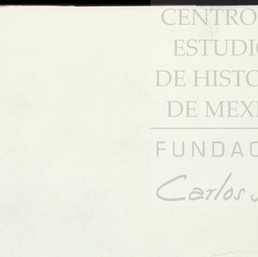 CENTRO
ESTUDIO
DE HISTO
DE MEXI
FUNDAC
Carlos S